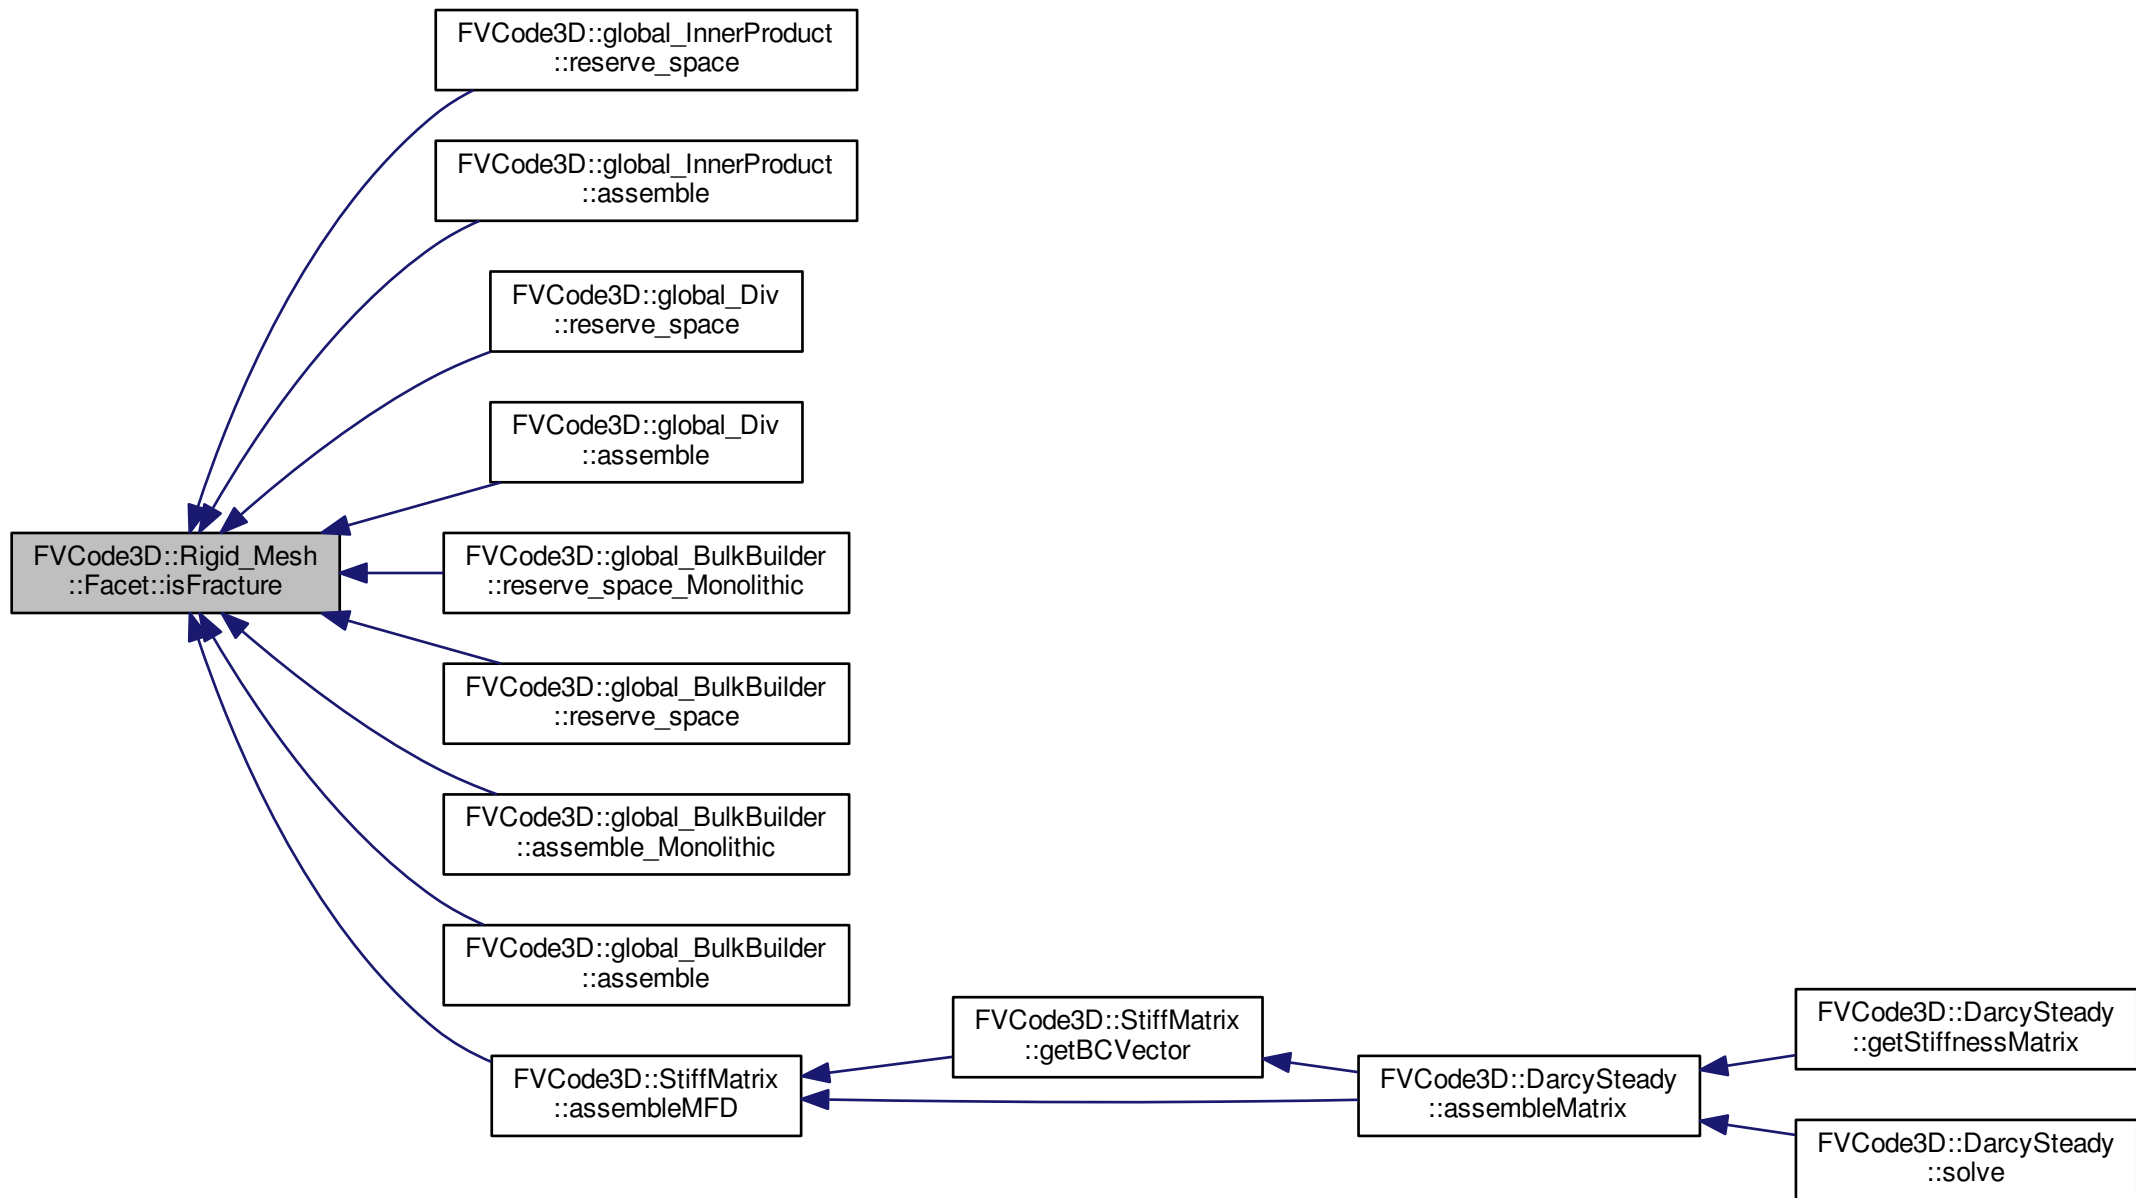 FVCode3D::global_InnerProduct
::reserve_space
FVCode3D::global_InnerProduct
::assemble
FVCode3D::global_Div
::reserve_space
FVCode3D::global_Div
::assemble
FVCode3D::Rigid_Mesh
::Facet::isFracture
FVCode3D::global_BulkBuilder
::reserve_space_Monolithic
FVCode3D::global_BulkBuilder
::reserve_space
FVCode3D::global_BulkBuilder
::assemble_Monolithic
FVCode3D::global_BulkBuilder
::assemble
FVCode3D::StiffMatrix
::assembleMFD
FVCode3D::StiffMatrix
::getBCVector
FVCode3D::DarcySteady
::assembleMatrix
FVCode3D::DarcySteady
::getStiffnessMatrix
FVCode3D::DarcySteady
::solve